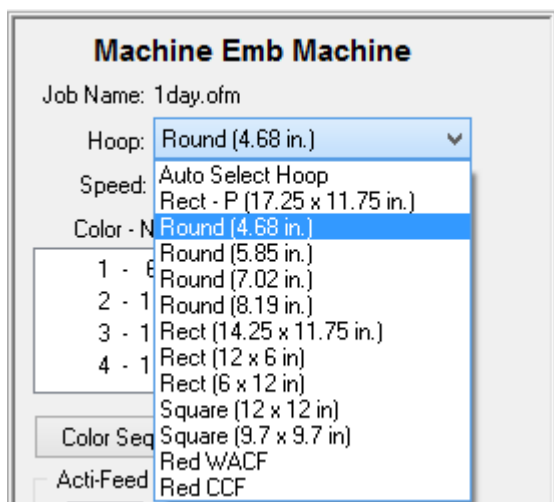 Machine Emb Machine
Job Name: 1day.ofm
Hoop: Round (4.68 in.)
Speed:
Auto Select Hoop
Rect - P (17.25 x 11.75 in.)
Color - N
Round (4.68 in.)
Round (5.85 in.)
1 - 6
Round (7.02 in.)
2 - 1
Round (8.19 in.)
3 - 1
Rect (14.25 x 11.75 in.)
4 - 1
Rect (12 x 6 in)
Rect (6 x 12 in)
Square (12 x 12 in)
Color Seq
Square (9.7 x 9.7 in)
Red WACF
Acti-Feed
Red CCF